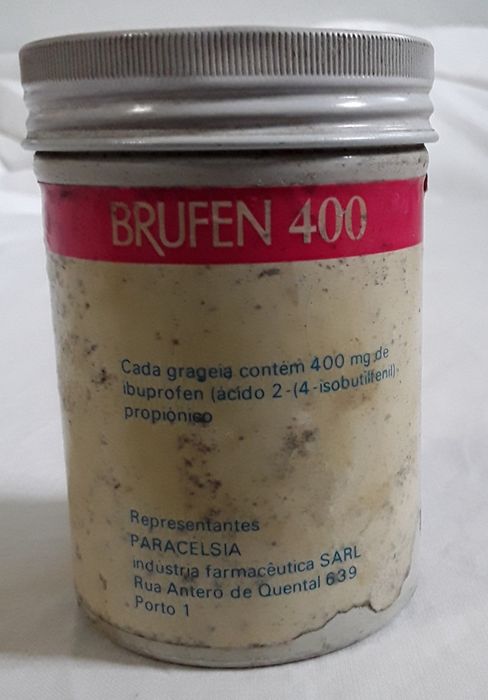 BRUFEN 400
Cada grageia contém 400 mg de
ibuprofen (ácido 2-(4-isobutilfenil)-
propiónico
Representantes
PARACELSIA
indústria farmacêutica SARL
Rua Antero de Quental 639
Porto 1